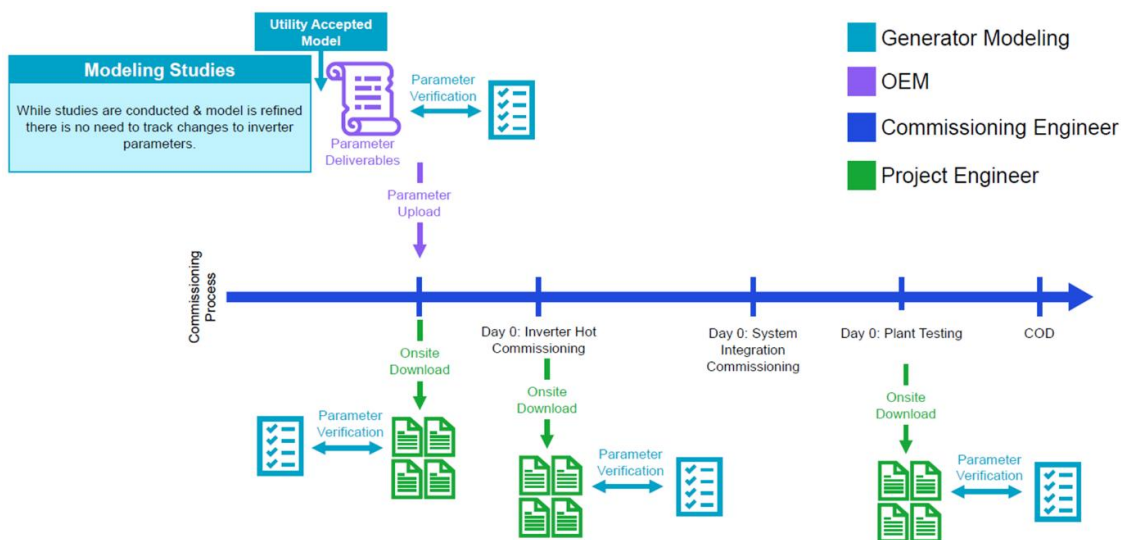 Utility Accepted
Model
Modeling Studies
While studies are conducted & model is refined
there is no need to track changes to inverter
parameters.
Parameter
Verification
Parameter
Deliverables
Parameter
Upload
Generator Modeling
OEM
Commissioning Engineer
Project Engineer
Commissioning
Process
Day 0: Inverter Hot
Commissioning
Day 0: System
Integration
Commissioning
Day 0: Plant Testing
COD
Onsite
Download
Onsite
Download
Onsite
Download
Parameter
Verification
Parameter
Verification
Parameter
Verification